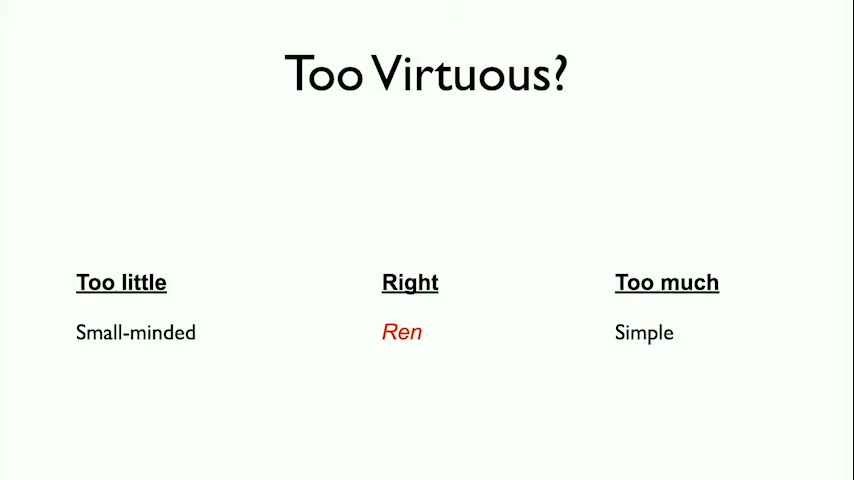 Too Virtuous?
Too little Right Too much
Small-minded Ren Simple